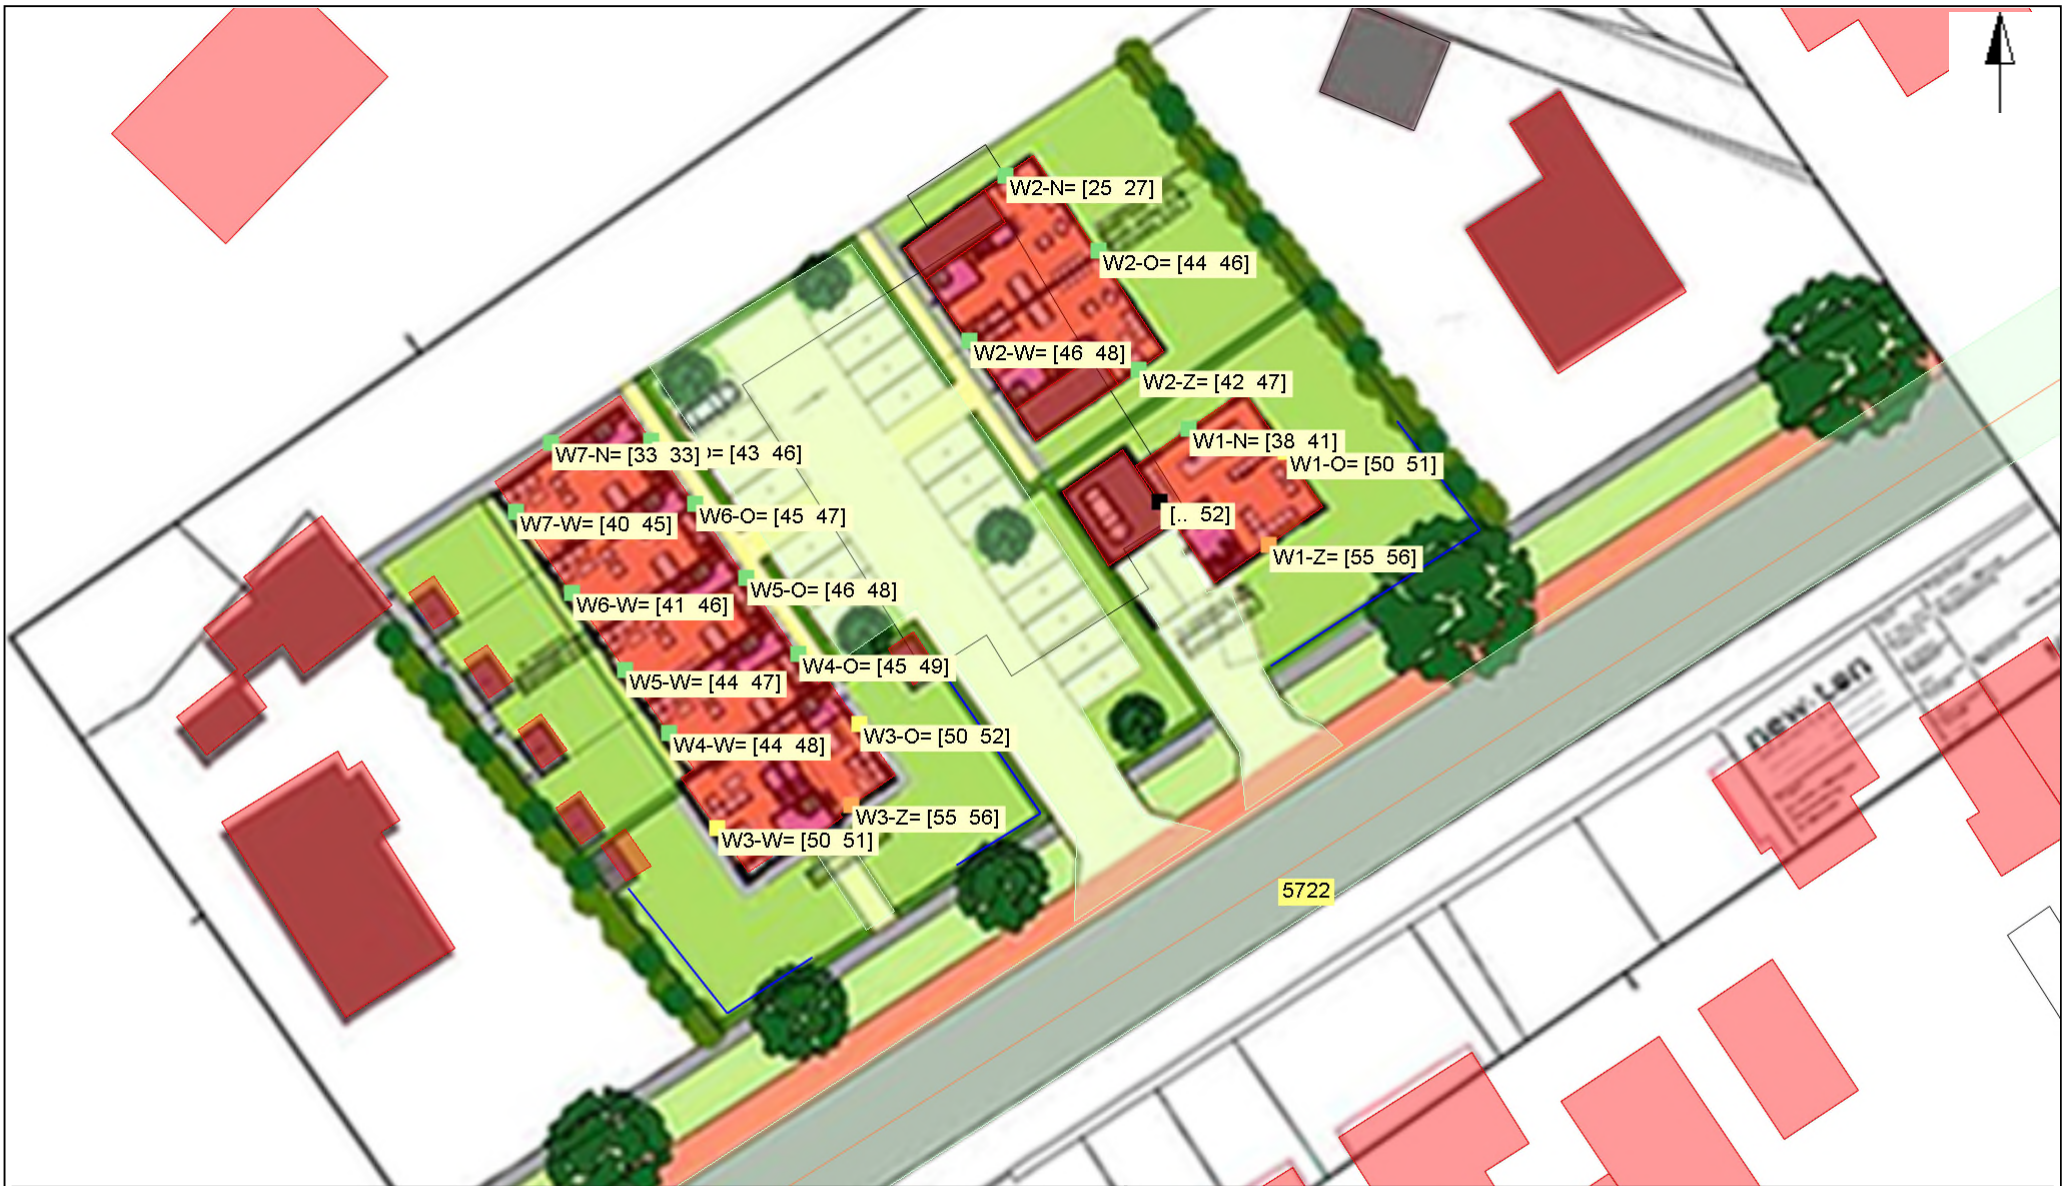 W2-N= [25 27]
W2-O= [44 46]
W2-W= [46 48]
W2-Z= [42 47]
W1-N= [38 41]
W7-N= [33 33]
= [43 46]
W1-O= [50 51]
W7-W= [40 45]
W6-O= [45 47]
[.. 52]
W1-Z= [55 56]
W5-O= [46 48]
W6-W= [41 46]
W4-O= [45 49]
W5-W= [44 47]
W3-O= [50 52]
W4-W= [44 48]
W3-Z= [55 56]
W3-W= [50 51]
5722
new.ten